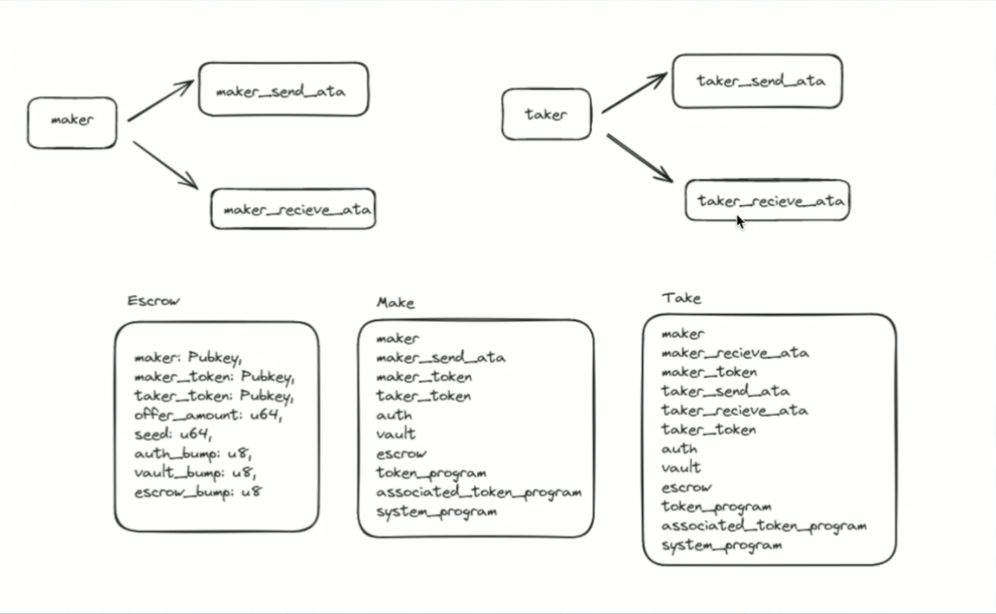 maker
maker_send_ata
maker_recieve_ata
taker
taker_send_ata
taker_recieve_ata
Escrow
maker: Pubkey,
maker_token: Pubkey,
taker_token: Pubkey,
offer_amount: u64,
seed: u64,
auth_bump: u8,
vault_bump: u8,
escrow_bump: u8
Make
maker
maker_send_ata
maker_token
taker_token
auth
vault
escrow
token_program
associated_token_program
system_program
Take
maker
maker_recieve_ata
maker_token
taker_send_ata
taker_recieve_ata
taker_token
auth
vault
escrow
token_program
associated_token_program
system_program